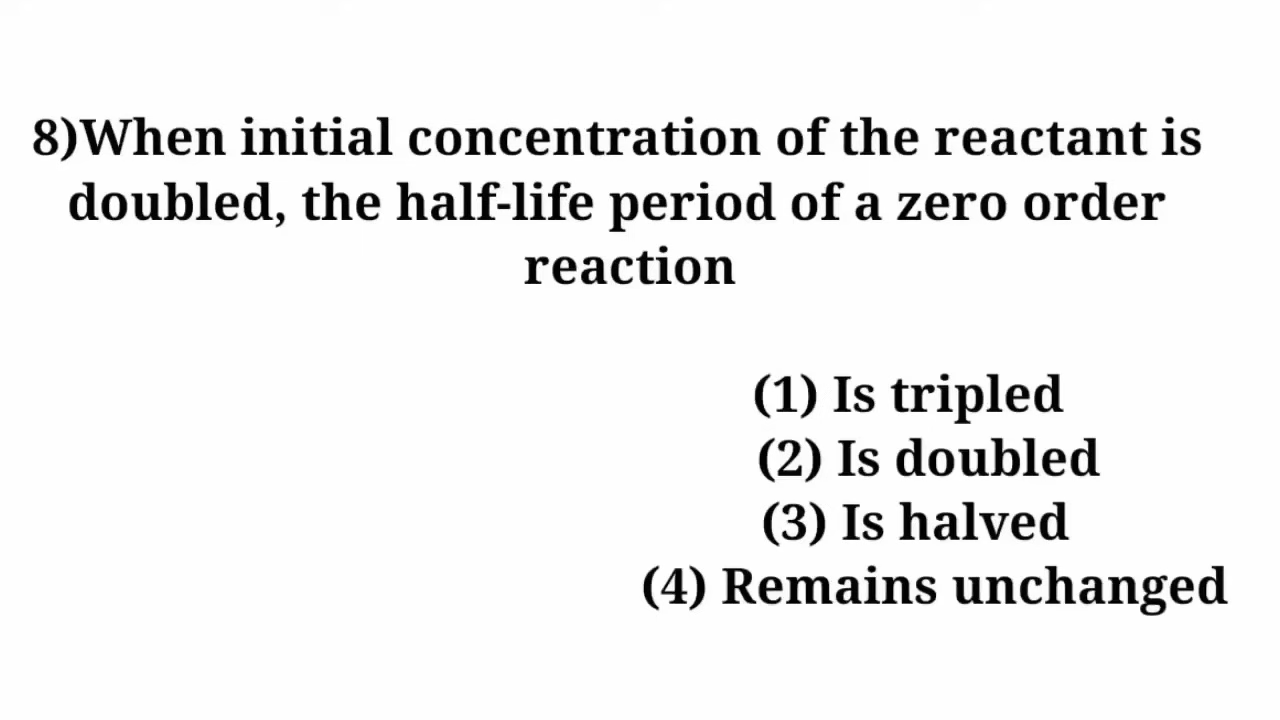 8)When initial concentration of the reactant is
doubled, the half-life period of a zero order
reaction
(1) Is tripled
(2) Is doubled
(3) Is halved
(4) Remains unchanged